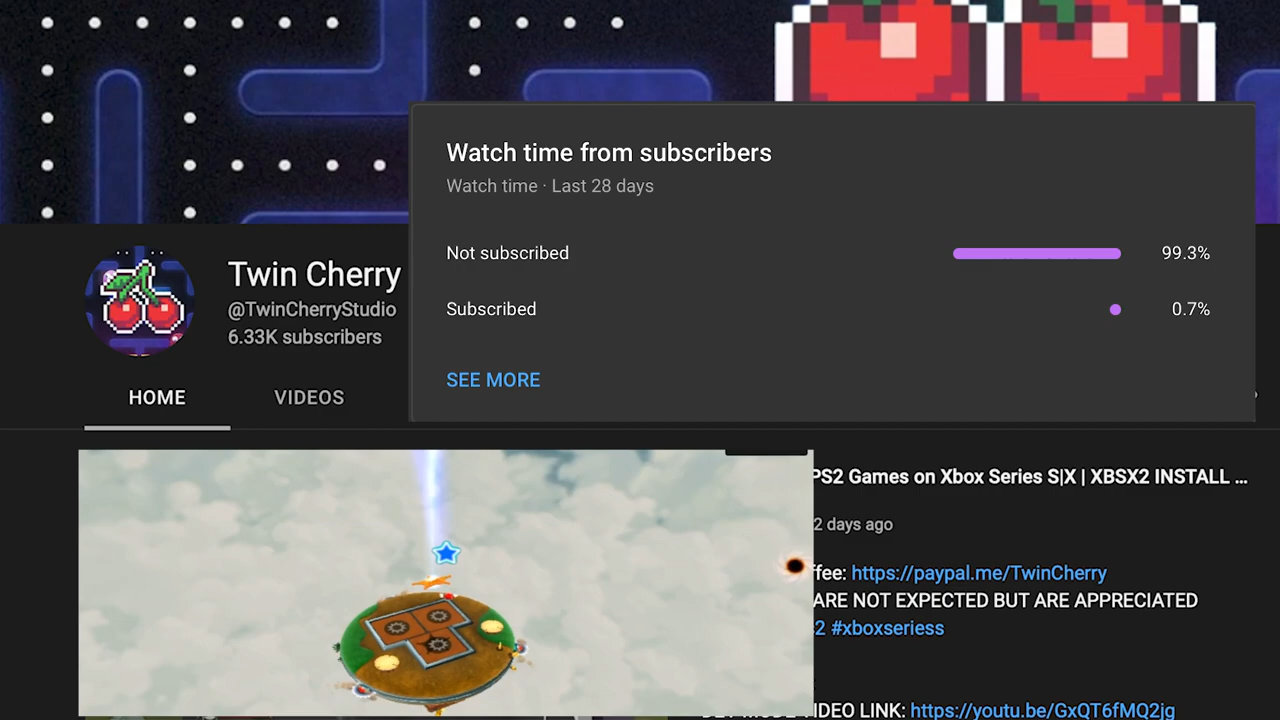 Watch time from subscribers
Watch time · Last 28 days
Not subscribed 99.3%
Subscribed 0.7%
SEE MORE
Twin Cherry
@TwinCherryStudio
6.33K subscribers
HOME VIDEOS
PS2 Games on Xbox Series S|X | XBSX2 INSTALL ...
2 days ago
ffee: https://paypal.me/TwinCherry
ARE NOT EXPECTED BUT ARE APPRECIATED
2 #xboxseriess
VIDEO LINK: https://youtu.be/GxQT6fMQ2jg